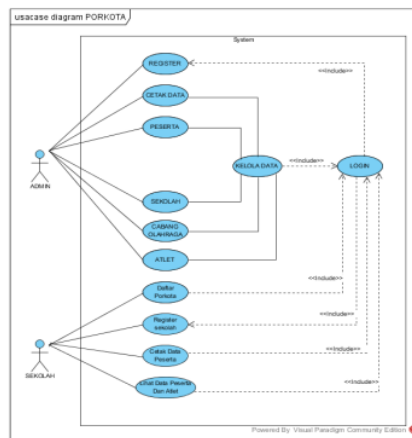 usacase diagram PORKOTA
System
REGISTER
<<Include>>
CETAK DATA
PESERTA
KELOLA DATA
<<Include>>
LOGIN
ADMIN
SEKOLAH
CABANG
OLAHRAGA
ATLET
Daftar
Porkota
<<Include>>
Register
sekolah
<<Include>>
Cetak Data
Peserta
<<Include>>
SEKOLAH
Lihat Data Peserta
Dan Atlet
<<Include>>
Powered By Visual Paradigm Community Edition